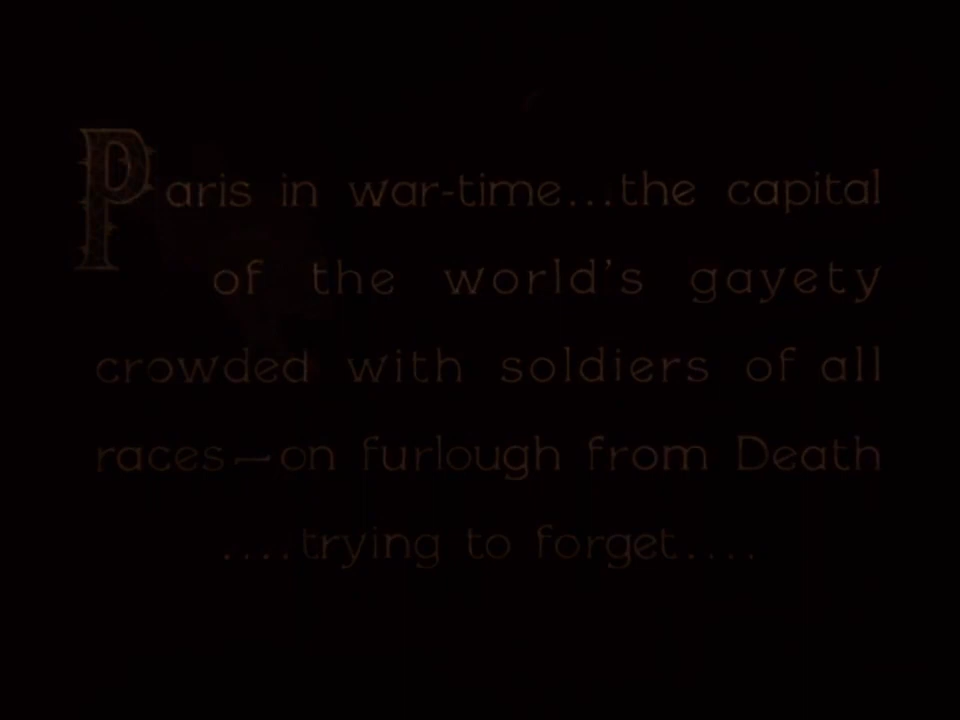 Paris in war-time...the capital
of the world's gayety
crowded with soldiers of all
races—on furlough from Death
....trying to forget....